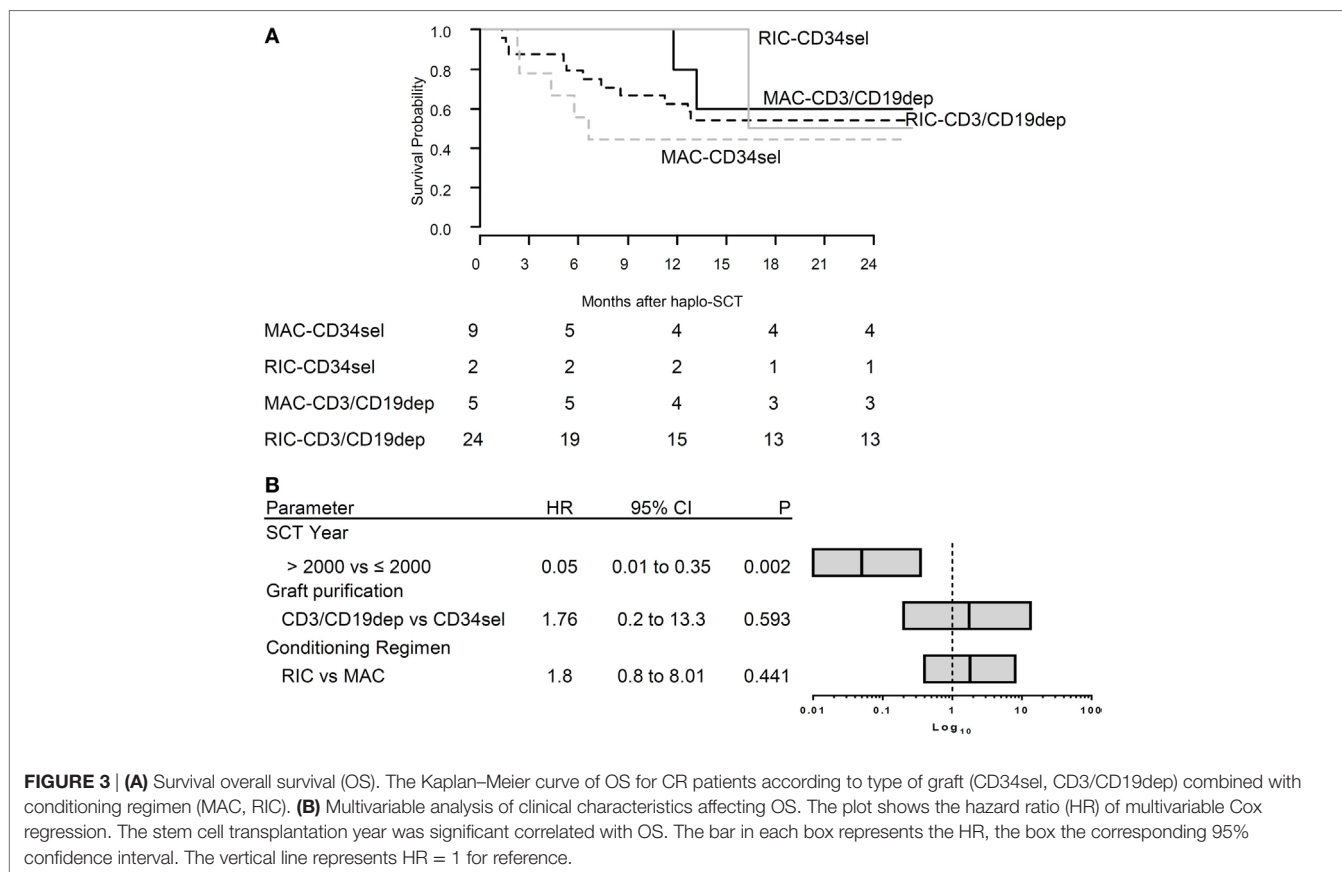 A
1.0
0.8
0.6
0.4
0.2
0.0
Survival Probability
RIC-CD34sel
MAC-CD3/CD19dep
RIC-CD3/CD19dep
MAC-CD34sel
0 3 6 9 12 15 18 21 24
Months after haplo-SCT
MAC-CD34sel 9 5 4 4 4
RIC-CD34sel 2 2 2 1 1
MAC-CD3/CD19dep 5 5 4 3 3
RIC-CD3/CD19dep 24 19 15 13 13
B
Parameter HR 95% CI P
SCT Year
> 2000 vs ≤ 2000 0.05 0.01 to 0.35 0.002
Graft purification
CD3/CD19dep vs CD34sel 1.76 0.2 to 13.3 0.593
Conditioning Regimen
RIC vs MAC 1.8 0.8 to 8.01 0.441
0.01 0.1 1 10 100
Log10
FIGURE 3 | (A) Survival overall survival (OS). The Kaplan–Meier curve of OS for CR patients according to type of graft (CD34sel, CD3/CD19dep) combined with
conditioning regimen (MAC, RIC). (B) Multivariable analysis of clinical characteristics affecting OS. The plot shows the hazard ratio (HR) of multivariable Cox
regression. The stem cell transplantation year was significant correlated with OS. The bar in each box represents the HR, the box the corresponding 95%
confidence interval. The vertical line represents HR = 1 for reference.